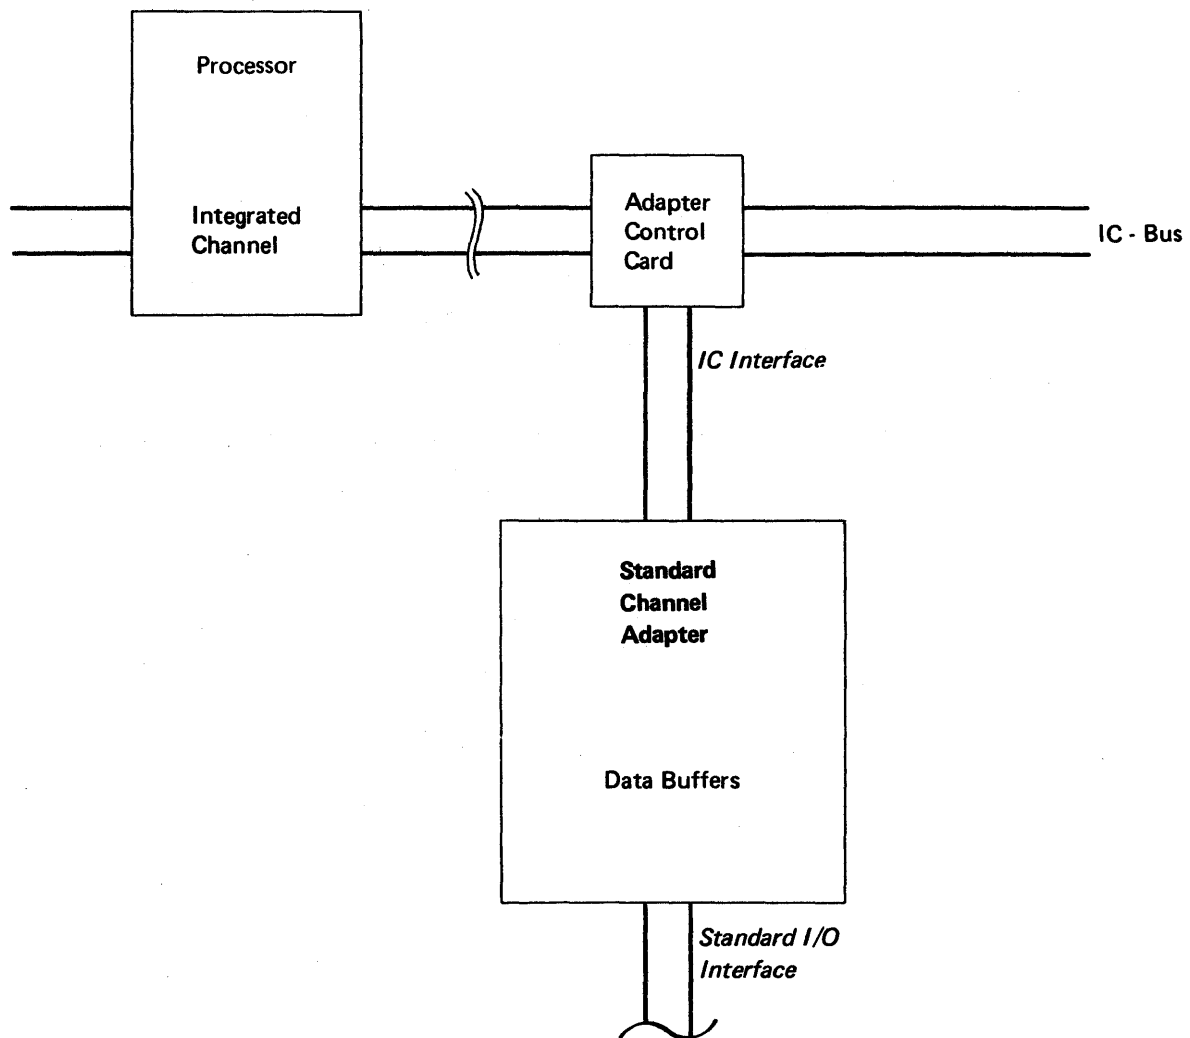 Processor
Integrated
Channel
Adapter
Control
Card
IC - Bus
IC Interface
Standard
Channel
Adapter
Data Buffers
Standard I/O
Interface